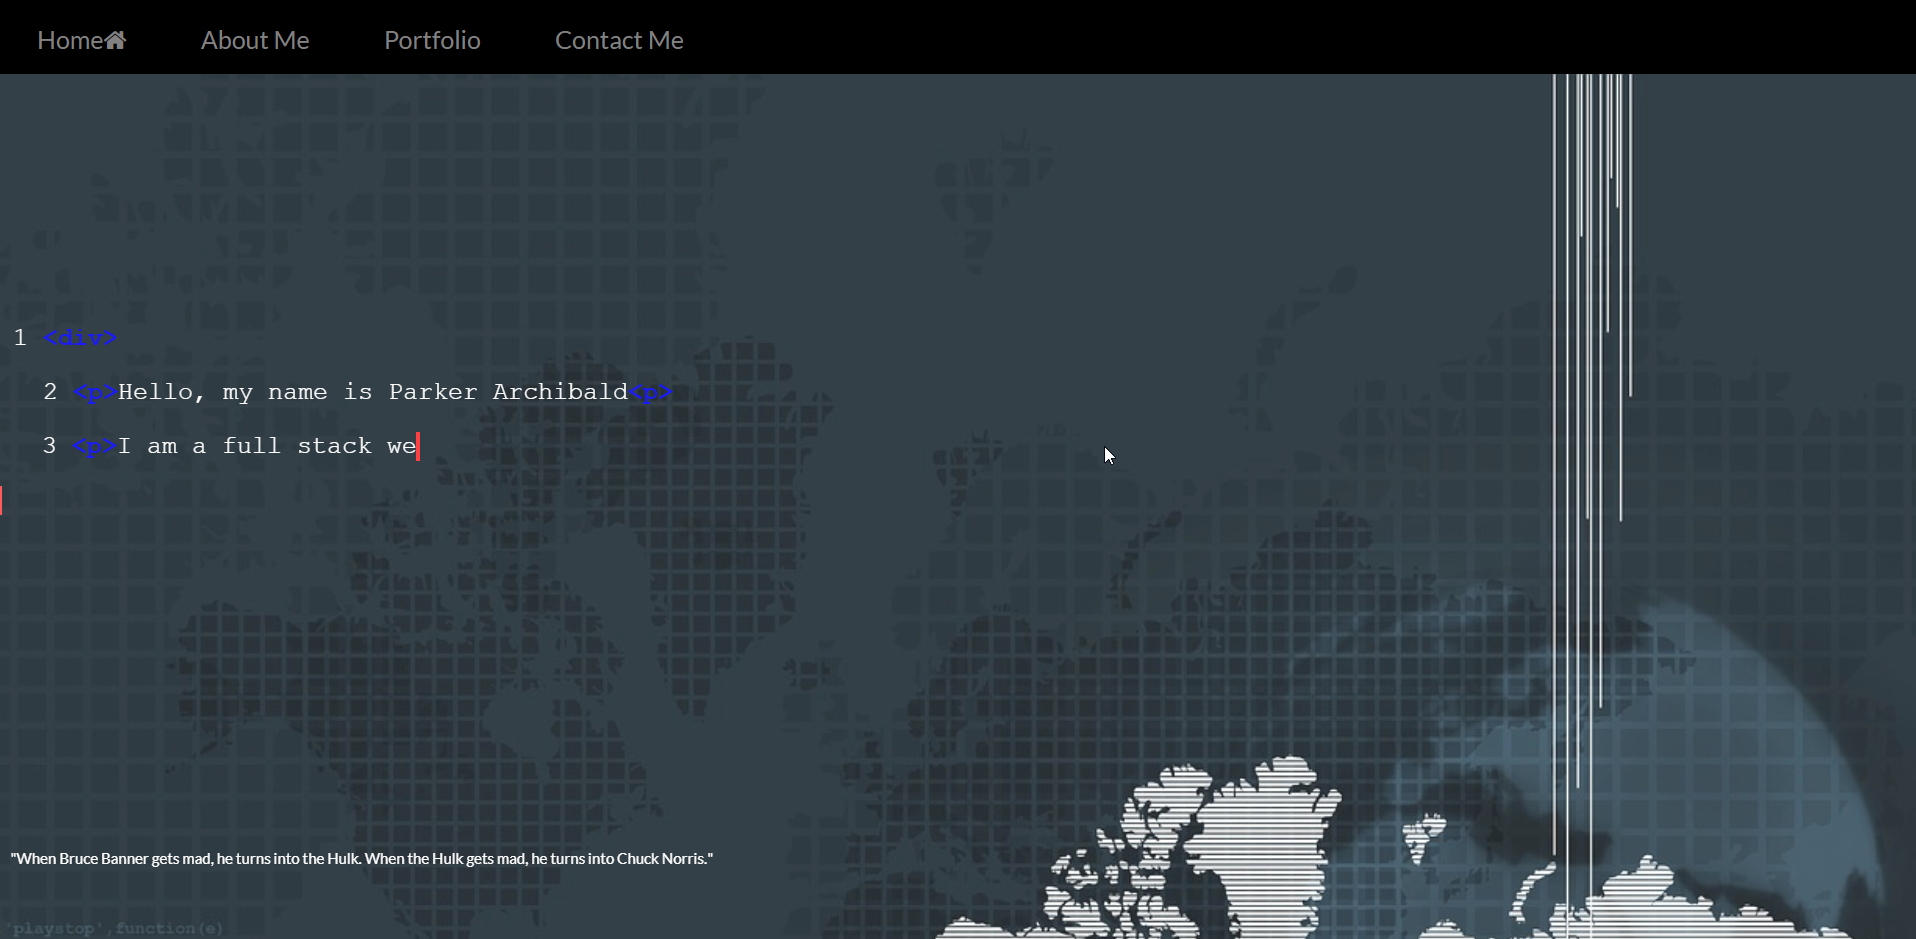 Home About Me Portfolio Contact Me
1 <div>
2 <p>Hello, my name is Parker Archibald<p>
3 <p>I am a full stack we
"When Bruce Banner gets mad, he turns into the Hulk. When the Hulk gets mad, he turns into Chuck Norris."
'playstop',function(e)